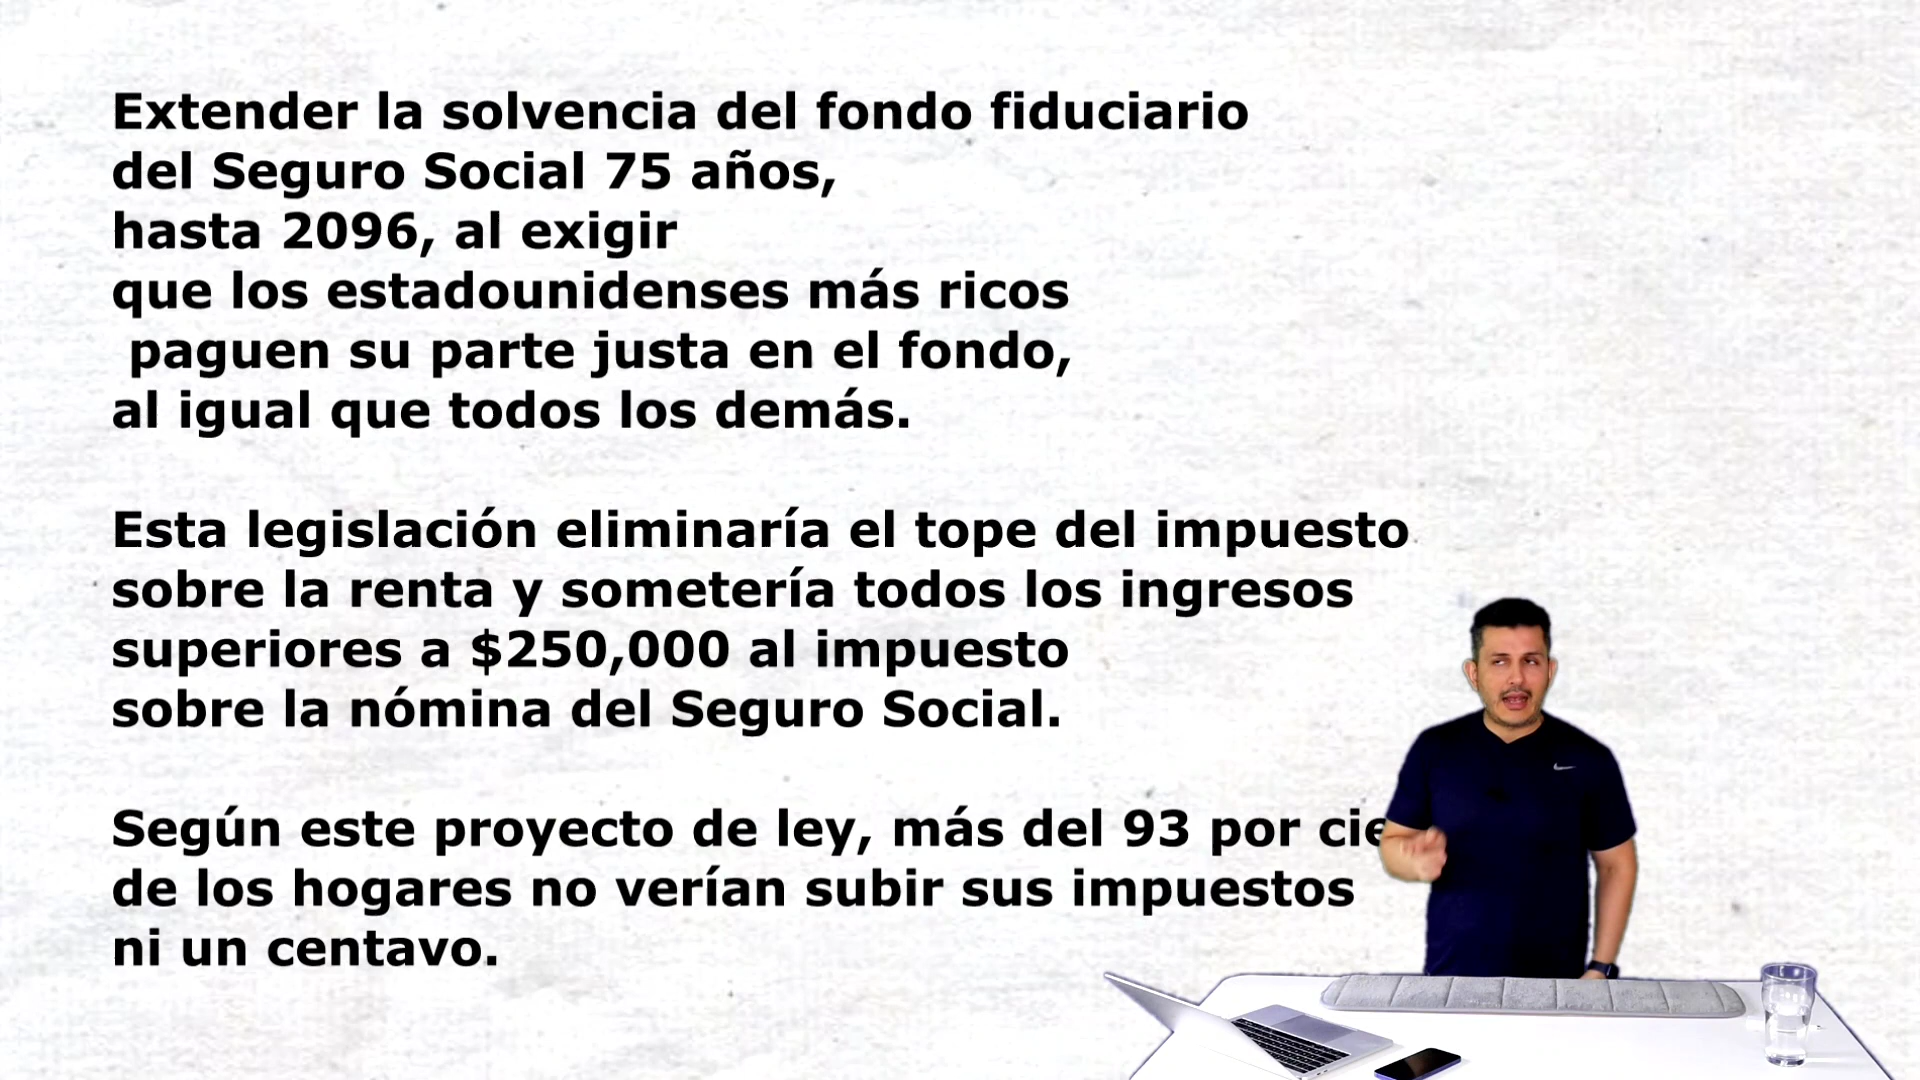 Extender la solvencia del fondo fiduciario
del Seguro Social 75 años,
hasta 2096, al exigir
que los estadounidenses más ricos
paguen su parte justa en el fondo,
al igual que todos los demás.
Esta legislación eliminaría el tope del impuesto
sobre la renta y sometería todos los ingresos
superiores a $250,000 al impuesto
sobre la nómina del Seguro Social.
Según este proyecto de ley, más del 93 por
de los hogares no verían subir sus impuestos
ni un centavo.